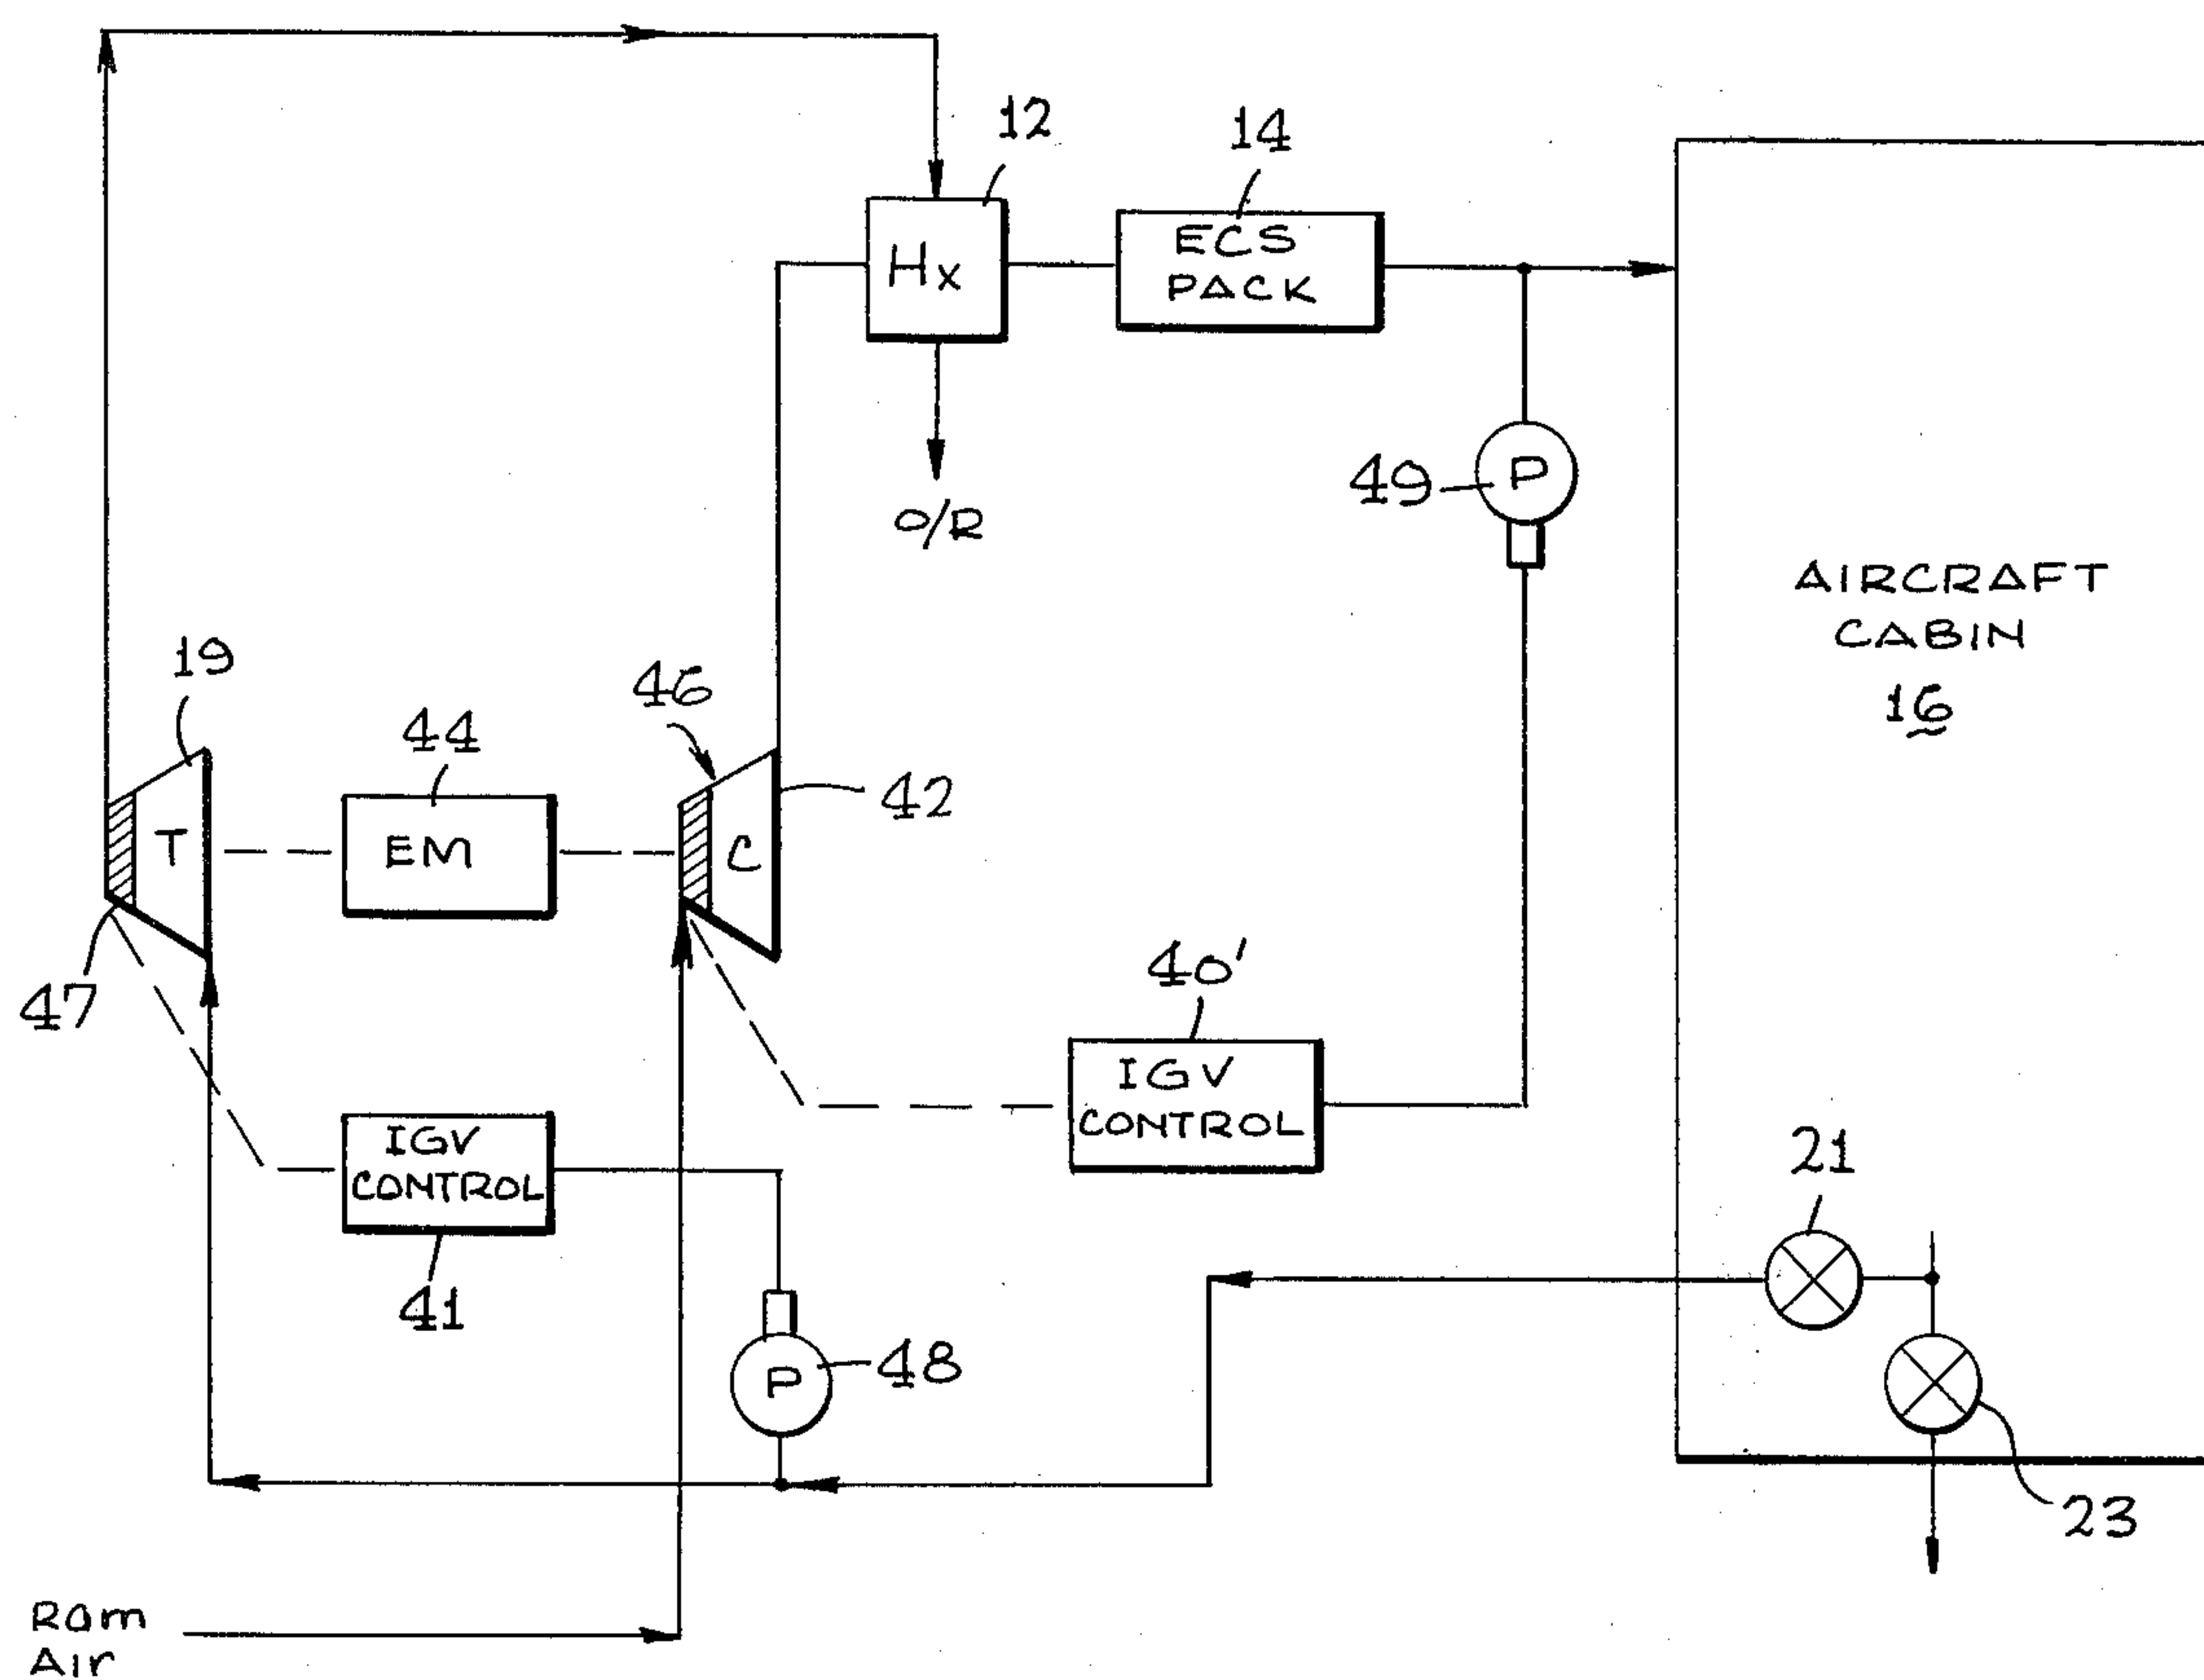 12
14
Hx
ECS
PACK
49
P
O/R
AIRCRAFT
CABIN
16
19
44
46
42
T
EM
C
47
40'
IGV
CONTROL
IGV
CONTROL
41
21
P
48
23
Ram
Air